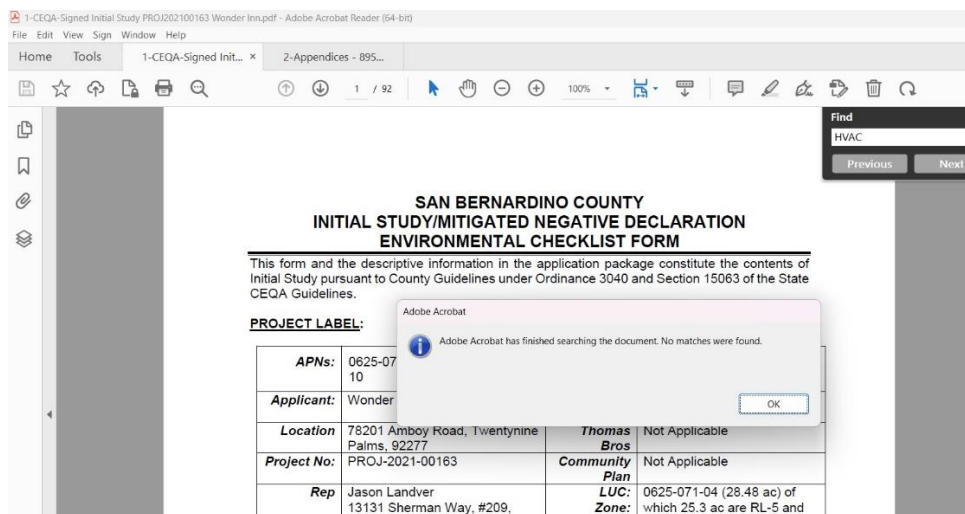 1-CEQA-Signed Initial Study PROJ202100163 Wonder Inn.pdf - Adobe Acrobat Reader (64-bit)
File Edit View Sign Window Help
Home Tools 1-CEQA-Signed Init... × 2-Appendices - 895...
1 / 92 100%
Find
HVAC
Previous Next
SAN BERNARDINO COUNTY
INITIAL STUDY/MITIGATED NEGATIVE DECLARATION
ENVIRONMENTAL CHECKLIST FORM
This form and the descriptive information in the application package constitute the contents of
Initial Study pursuant to County Guidelines under Ordinance 3040 and Section 15063 of the State
CEQA Guidelines.
PROJECT LABEL:
Adobe Acrobat
Adobe Acrobat has finished searching the document. No matches were found.
OK
APNs: 0625-07
10
Applicant: Wonder
Location 78201 Amboy Road, Twentynine Thomas Not Applicable
Palms, 92277 Bros
Project No: PROJ-2021-00163 Community Not Applicable
Plan
Rep Jason Landver LUC: 0625-071-04 (28.48 ac) of
13131 Sherman Way, #209, Zone: which 25.3 ac are RL-5 and